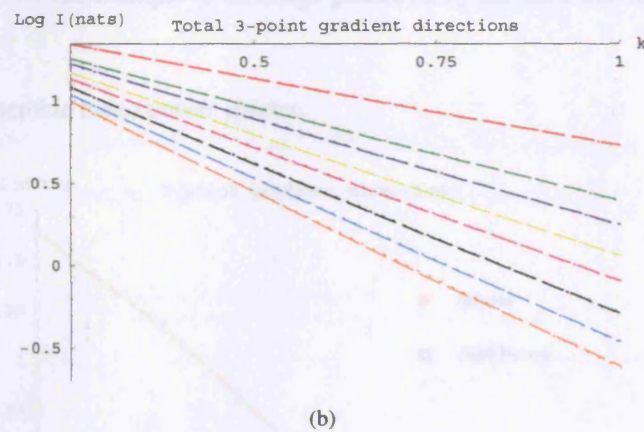 Log I(nats)
Total 3-point gradient directions
k
0.5 0.75 1
1
0.5
0
-0.5
(b)